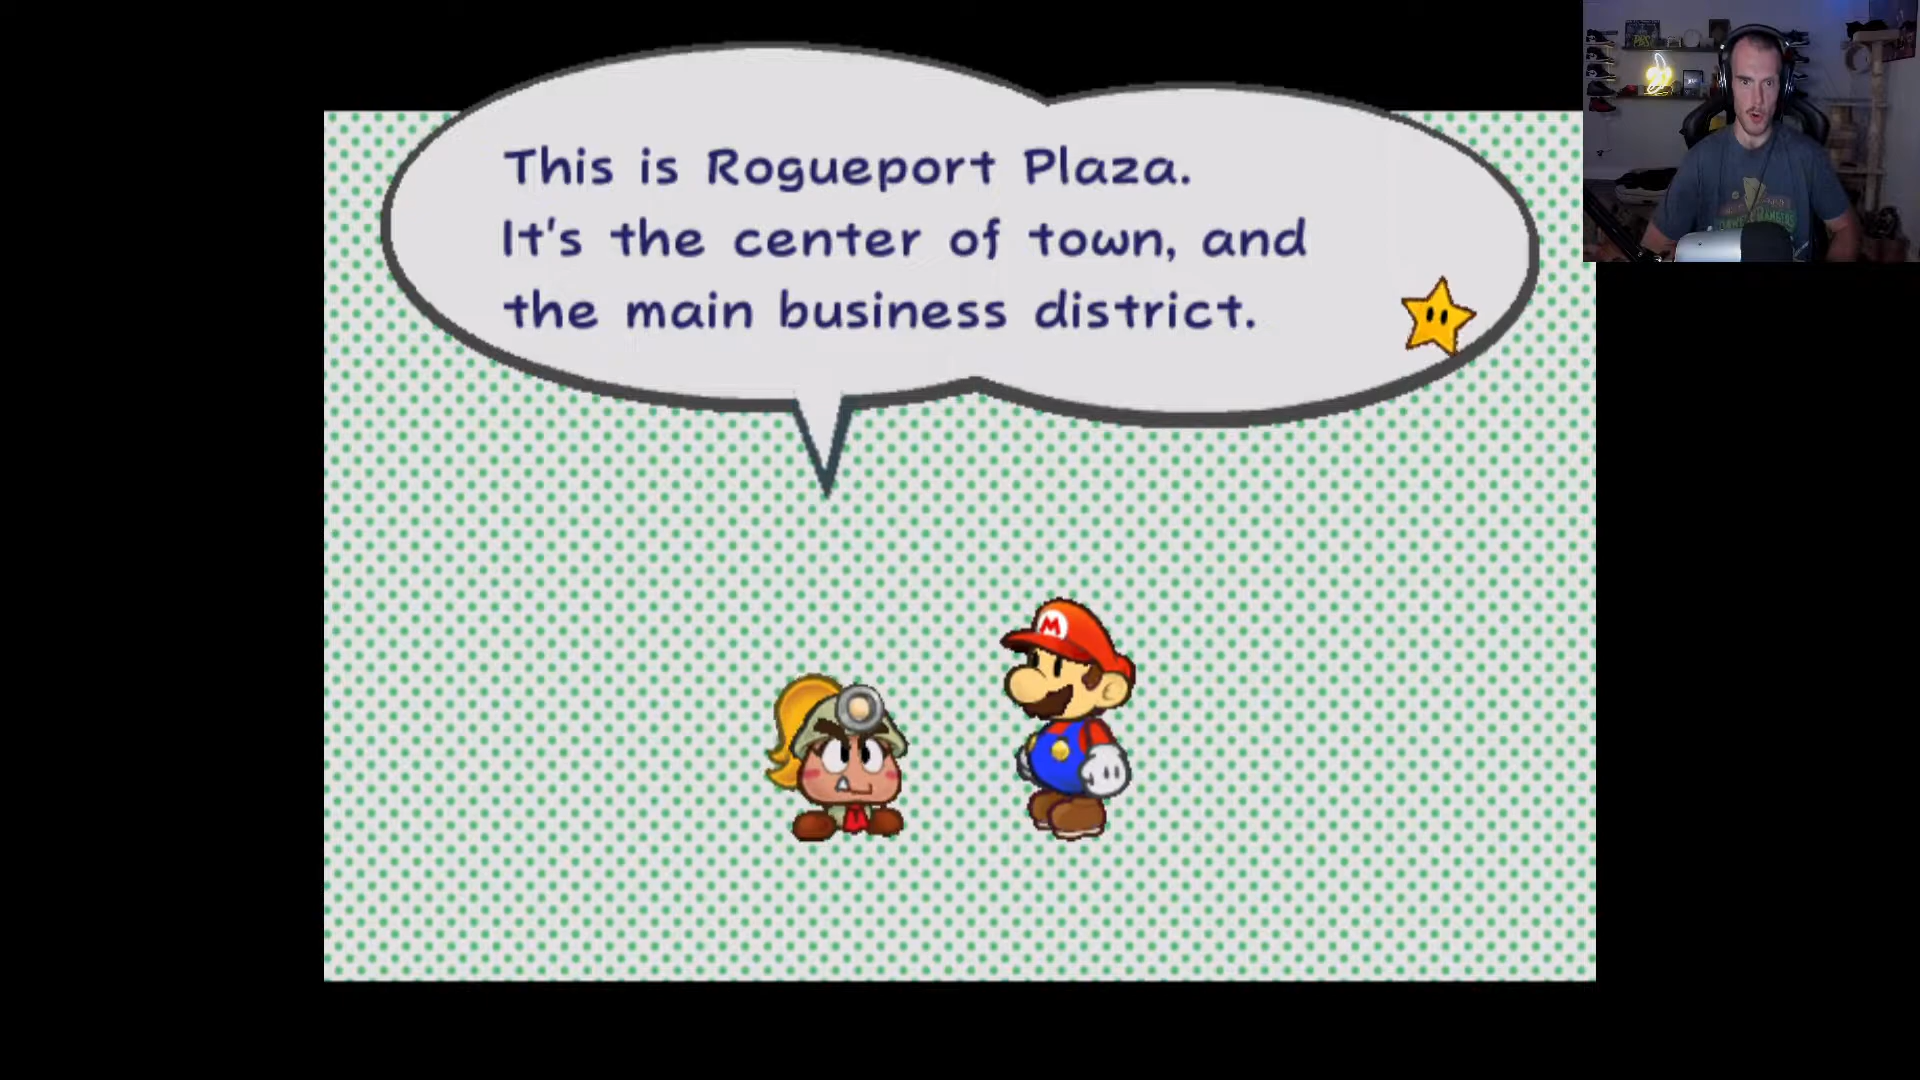 This is Rogueport Plaza.
It's the center of town, and
the main business district.
M